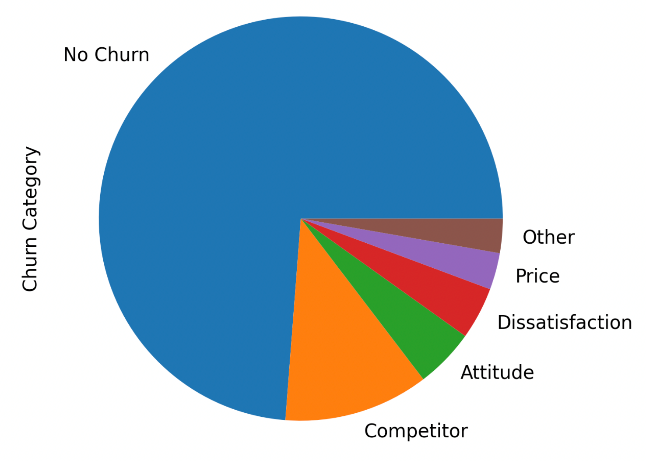 No Churn
Churn Category
Other
Price
Dissatisfaction
Attitude
Competitor